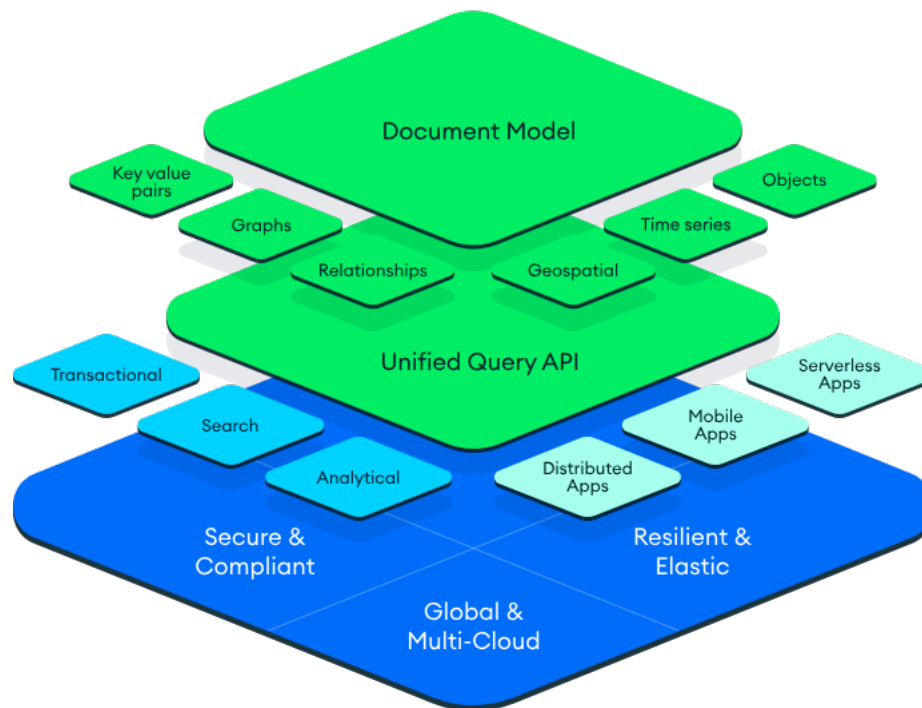 Document Model
Key value
pairs
Objects
Graphs
Time series
Relationships
Geospatial
Unified Query API
Transactional
Serverless
Apps
Search
Mobile
Apps
Analytical
Distributed
Apps
Secure &
Compliant
Resilient &
Elastic
Global &
Multi-Cloud